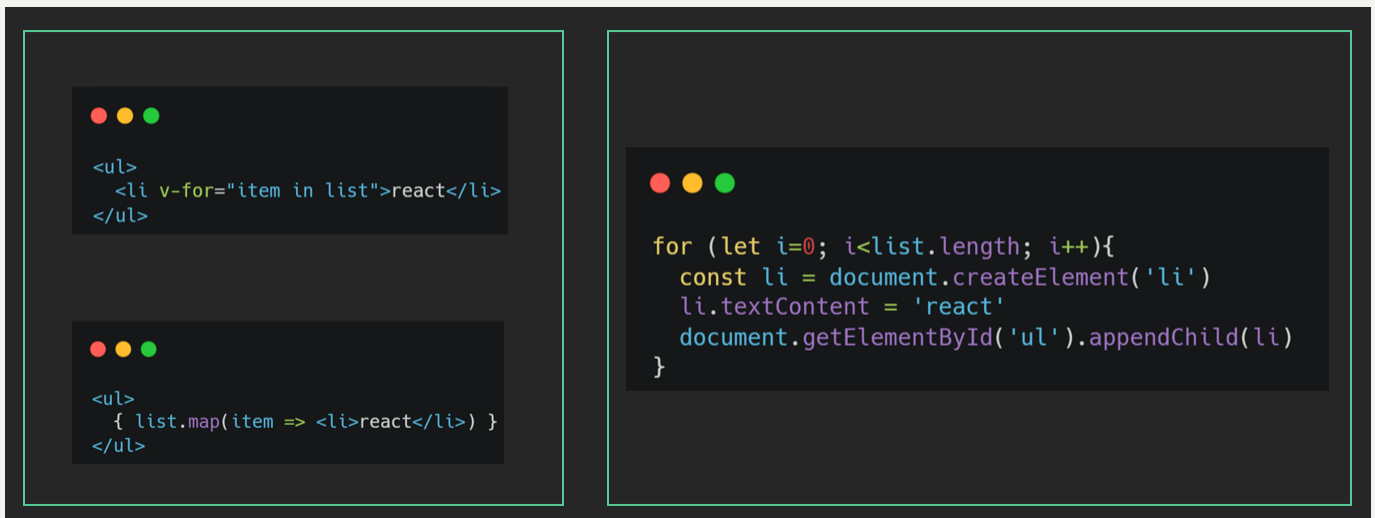 <ul>
  <li v-for="item in list">react</li>
</ul>
<ul>
  { list.map(item => <li>react</li>) }
</ul>
for (let i=0; i<list.length; i++){
  const li = document.createElement('li')
  li.textContent = 'react'
  document.getElementById('ul').appendChild(li)
}